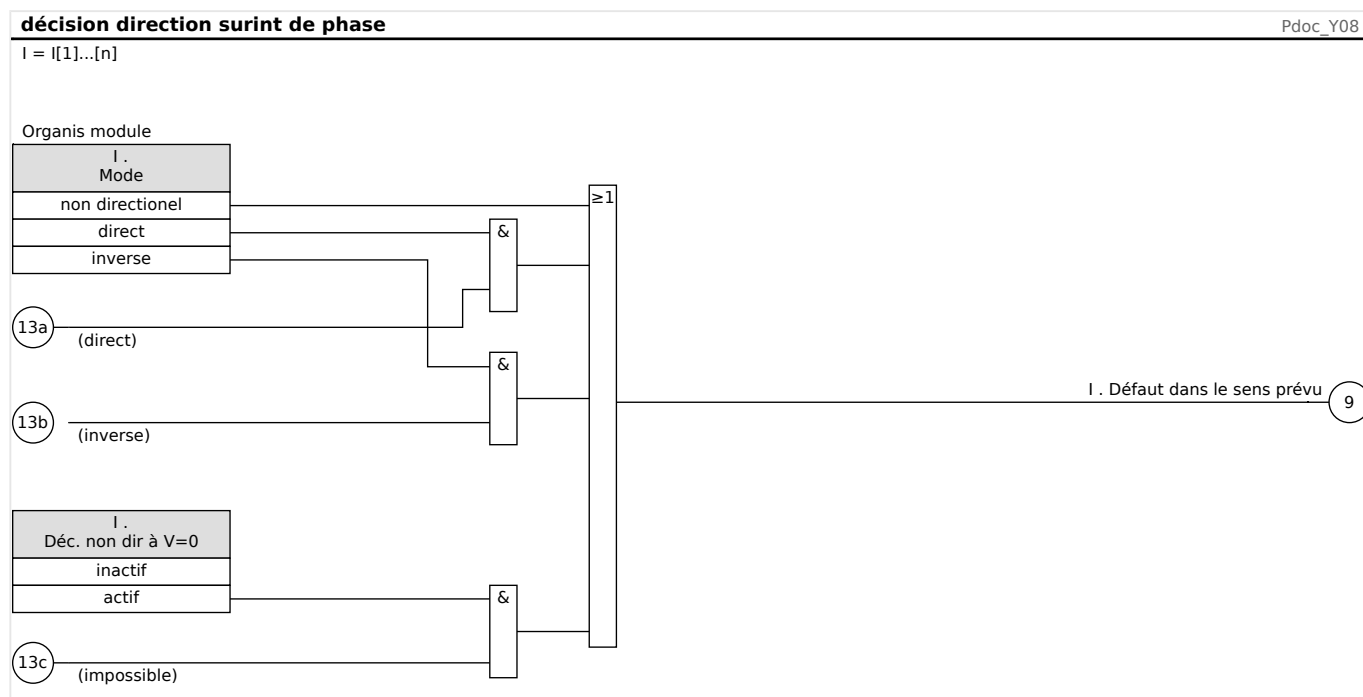 décision direction surint de phase
Pdoc_Y08
I = I[1]...[n]
Organis module
I .
Mode
non directionel
direct
inverse
≥1
&
13a
(direct)
&
I . Défaut dans le sens prévu
9
13b
(inverse)
I .
Déc. non dir à V=0
inactif
actif
&
13c
(impossible)